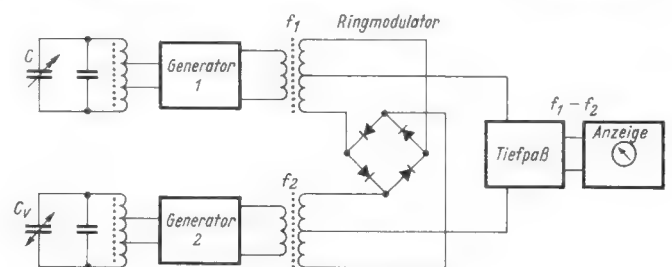 f₁ Ringmodulator
C
Generator
1
f₁ – f₂
Tiefpaß
Anzeige
f₂
Cᵥ
Generator
2